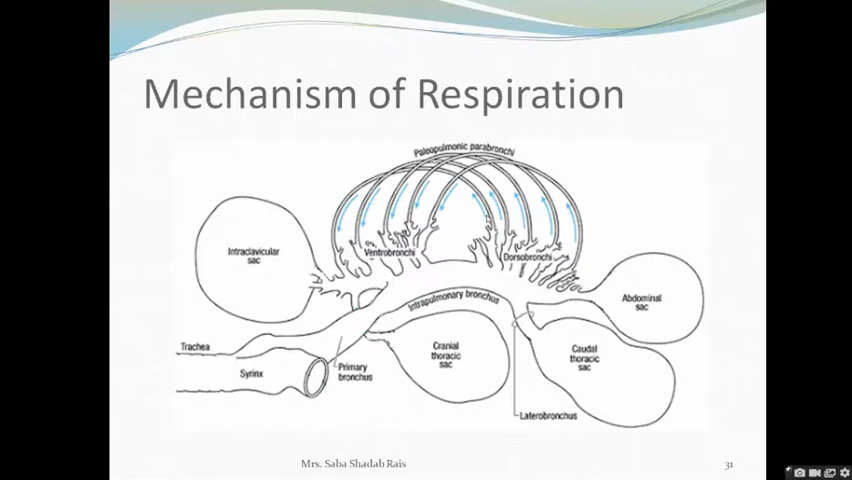 Mechanism of Respiration
Paleopulmonic parabronchi
Ventrobronchi
Dorsobronchi
Intraclavicular
sac
Intrapulmonary bronchus
Abdominal
sac
Trachea
Syrinx
Primary
bronchus
Cranial
thoracic
sac
Caudal
thoracic
sac
Laterobronchus
Mrs. Saba Shadab Rais
31